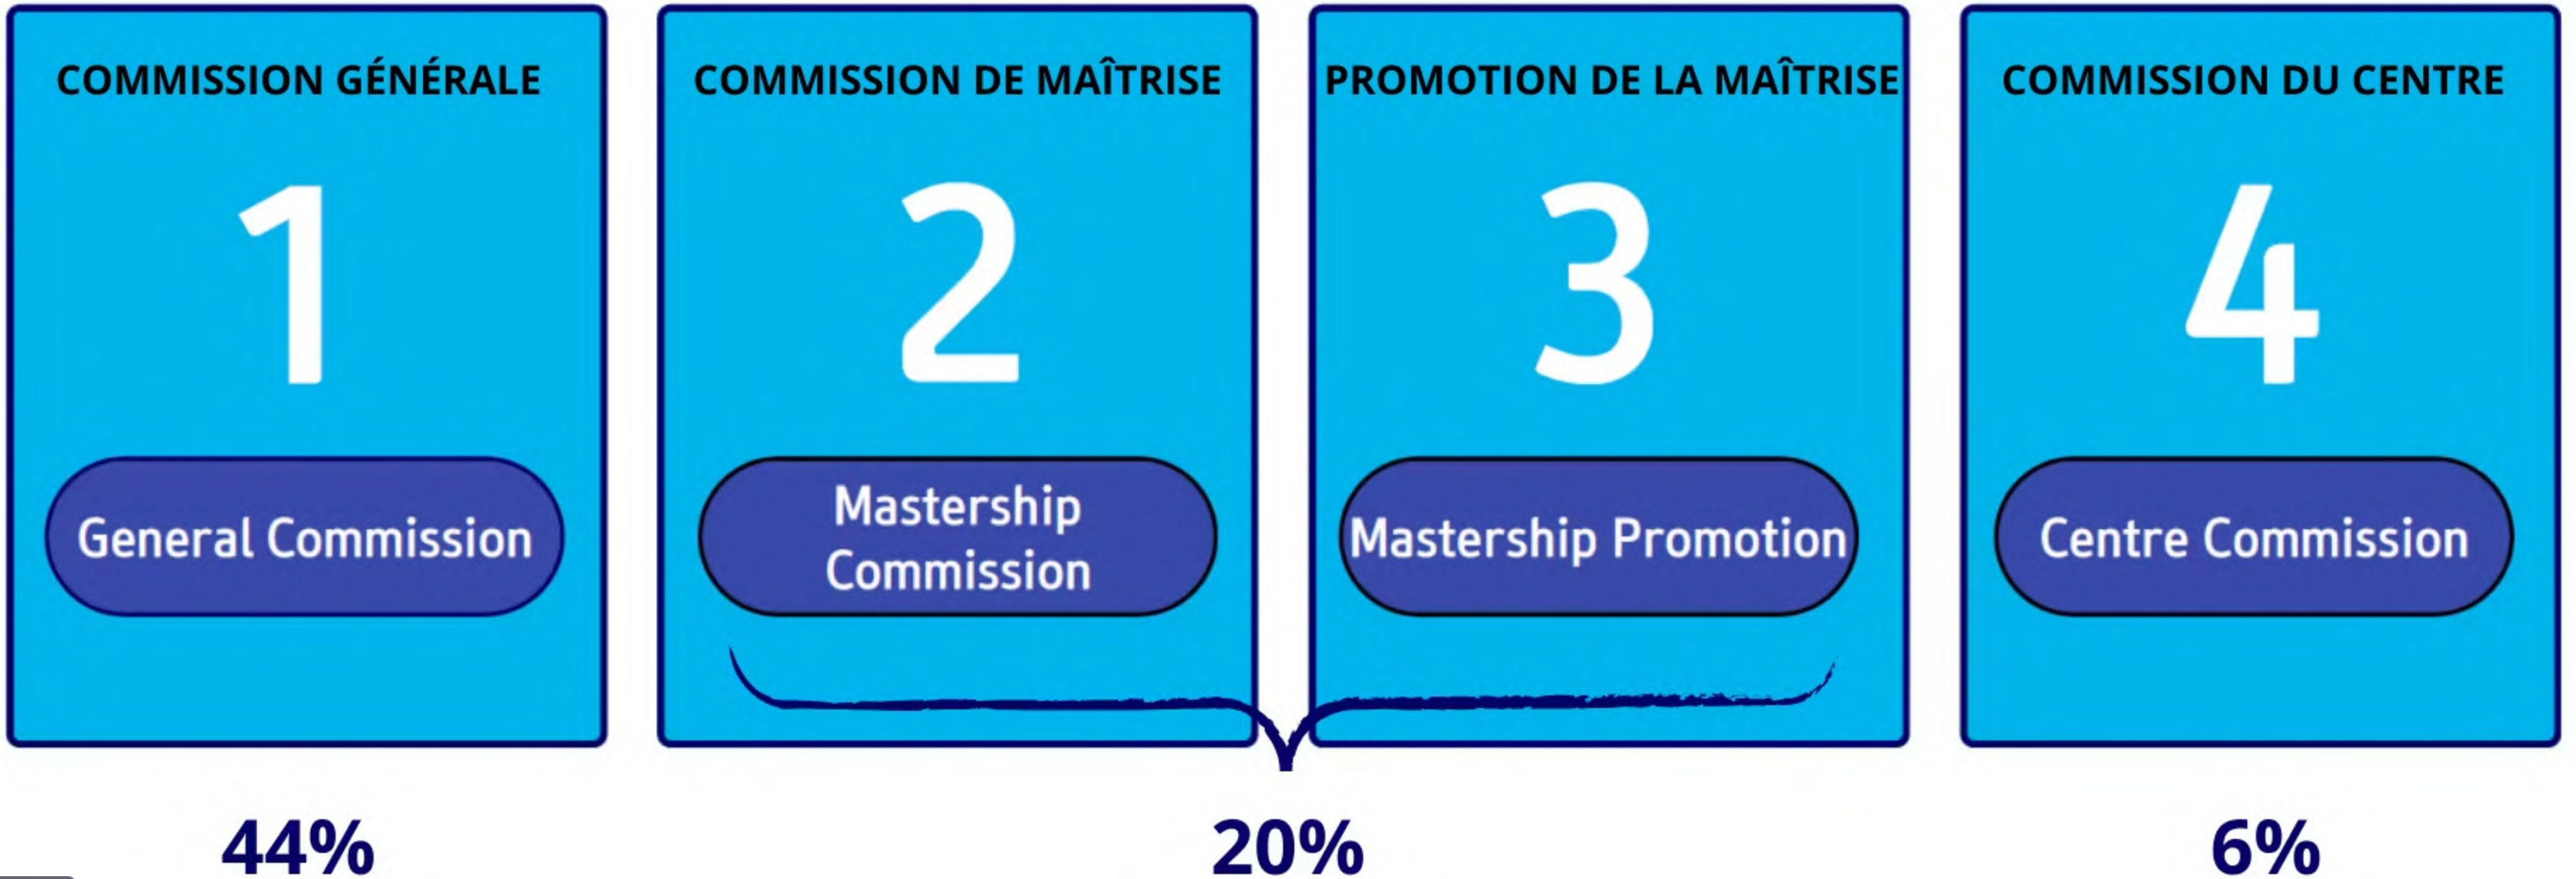 COMMISSION GÉNÉRALE
1
General Commission
44%
COMMISSION DE MAÎTRISE
2
Mastership
Commission
PROMOTION DE LA MAÎTRISE
3
Mastership Promotion
20%
COMMISSION DU CENTRE
4
Centre Commission
6%